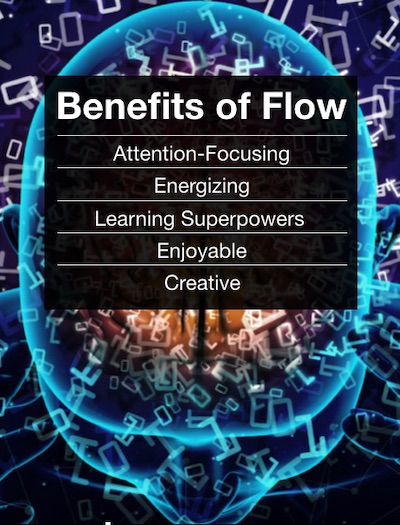 Benefits of Flow
Attention-Focusing
Energizing
Learning Superpowers
Enjoyable
Creative